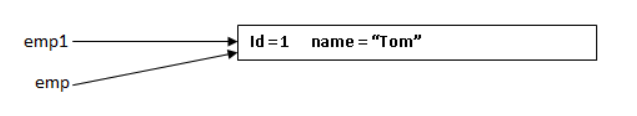 emp1 Id =1 name = “Tom”
emp